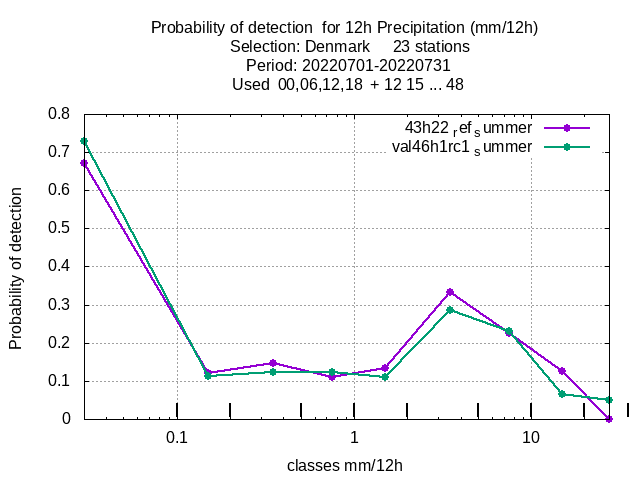 Probability of detection  for 12h Precipitation (mm/12h)
Selection: Denmark     23 stations
Period: 20220701-20220731
Used  00,06,12,18  + 12 15 ... 48
43h22 ref summer
val46h1rc1 summer
0.8
0.7
0.6
0.5
0.4
0.3
0.2
0.1
0
Probability of detection
0.1
1
10
classes mm/12h